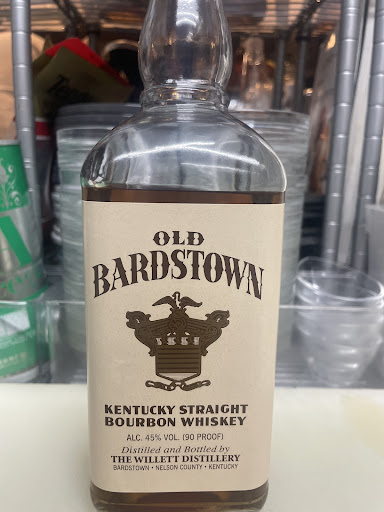 OLD
BARDSTOWN
KENTUCKY STRAIGHT
BOURBON WHISKEY
ALC. 45% VOL. (90 PROOF)
Distilled and Bottled by
THE WILLETT DISTILLERY
BARDSTOWN • NELSON COUNTY • KENTUCKY